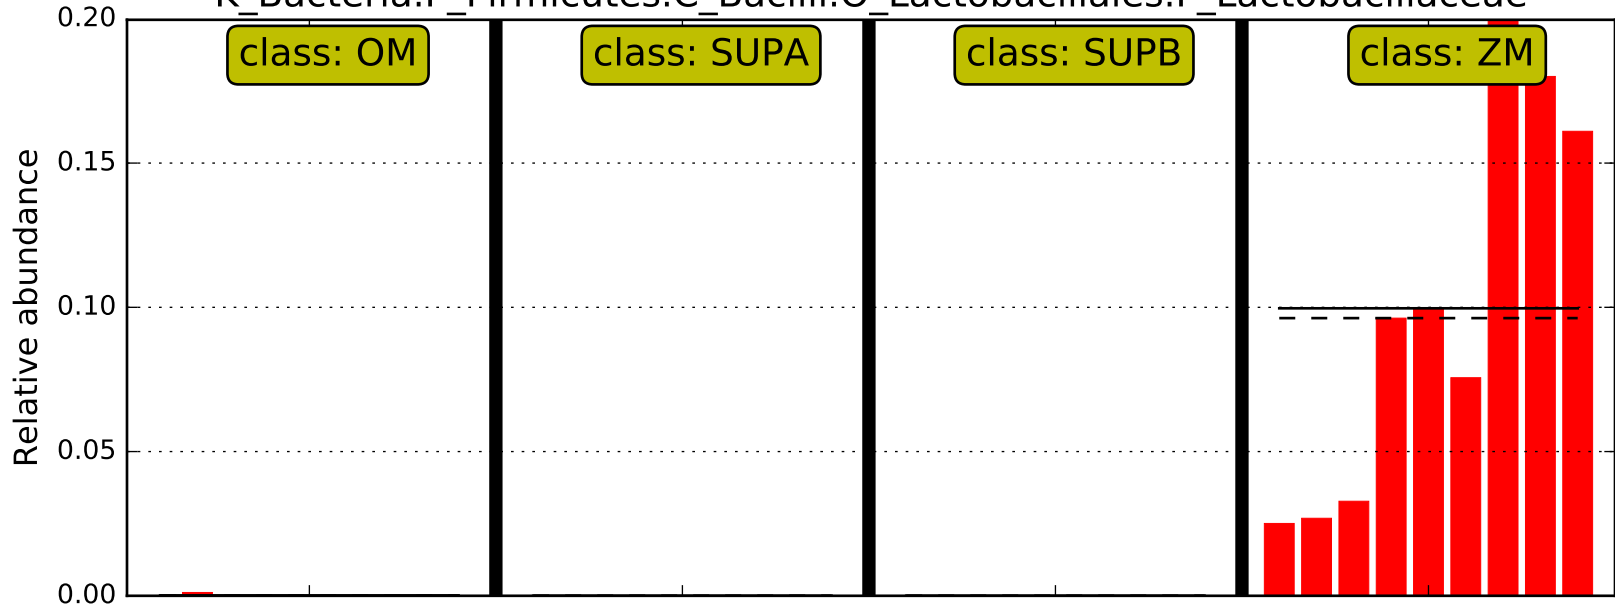 K_Bacteria.P_Firmicutes.C_Bacilli.O_Lactobacillales.F_Lactobacillaceae
class: OM
class: SUPA
class: SUPB
class: ZM
Relative abundance
0.20
0.15
0.10
0.05
0.00